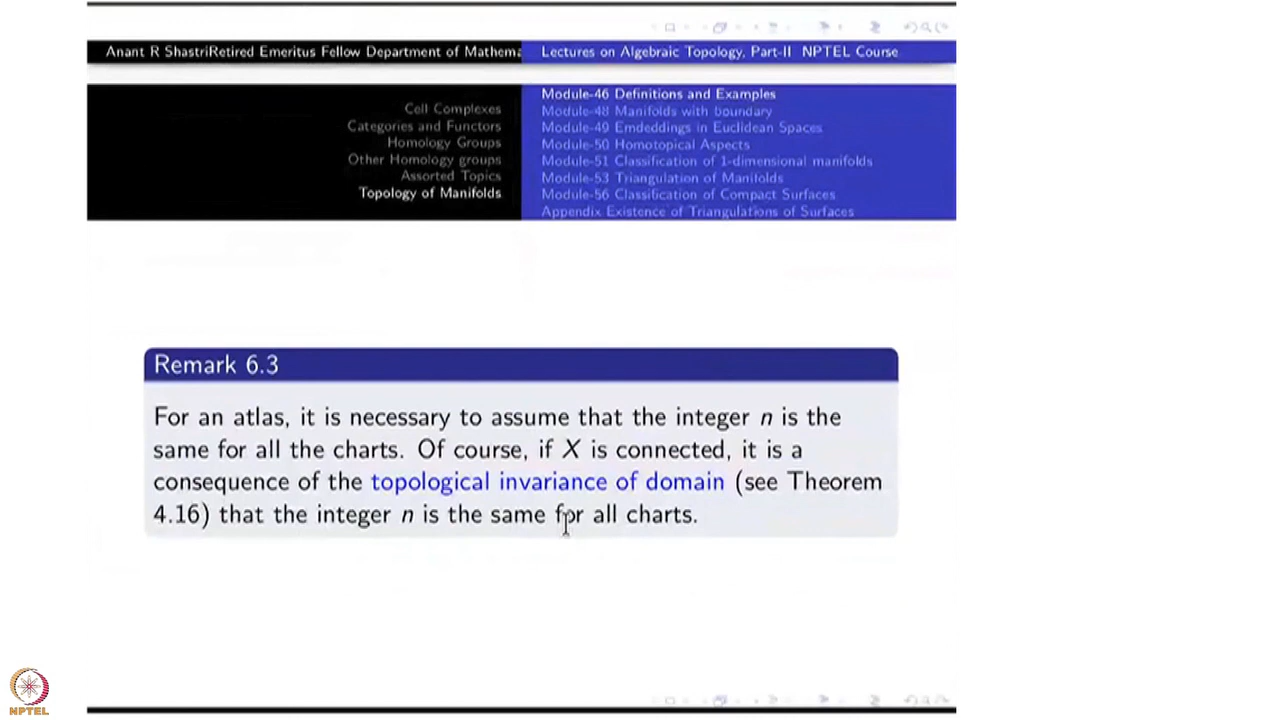 Anant R ShastriRetired Emeritus Fellow Department of Mathema
Lectures on Algebraic Topology, Part-II NPTEL Course
Cell Complexes
Categories and Functors
Homology Groups
Other Homology groups
Assorted Topics
Topology of Manifolds
Module-46 Definitions and Examples
Module-48 Manifolds with boundary
Module-49 Emdeddings in Euclidean Spaces
Module-50 Homotopical Aspects
Module-51 Classification of 1-dimensional manifolds
Module-53 Triangulation of Manifolds
Module-56 Classification of Compact Surfaces
Appendix Existence of Triangulations of Surfaces
Remark 6.3
For an atlas, it is necessary to assume that the integer n is the
same for all the charts. Of course, if X is connected, it is a
consequence of the topological invariance of domain (see Theorem
4.16) that the integer n is the same for all charts.
NPTEL